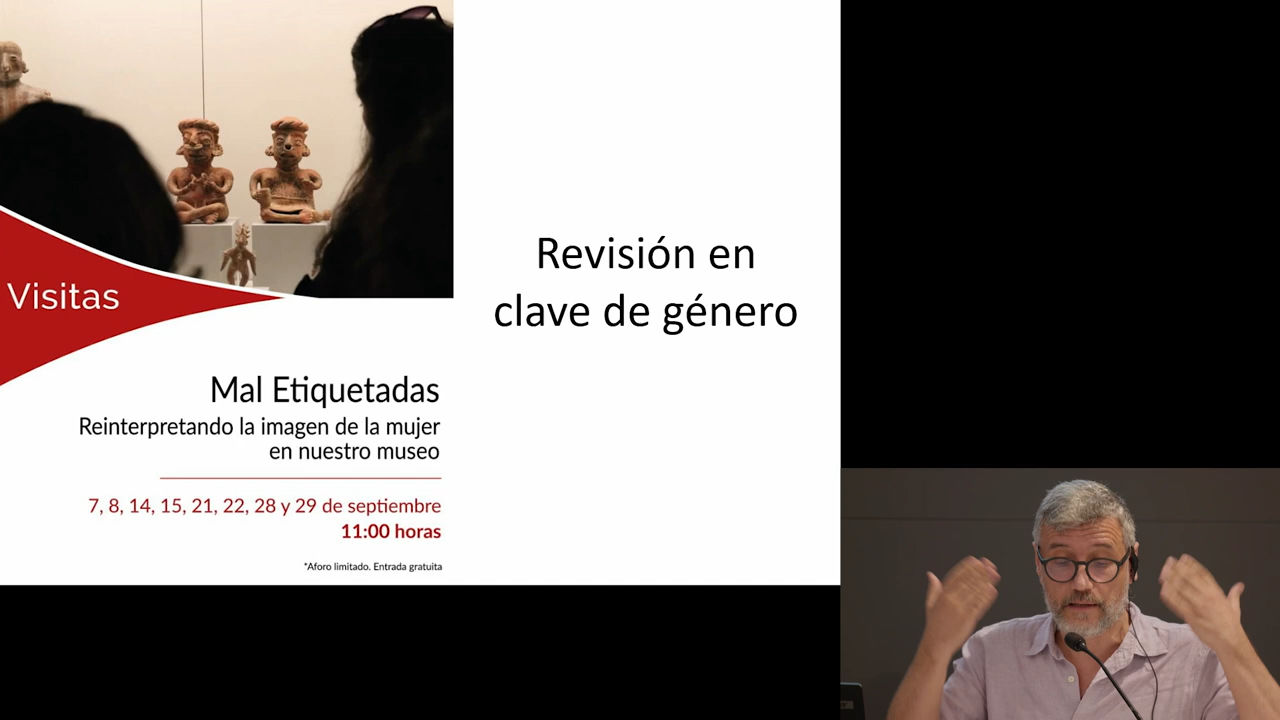 Visitas
Mal Etiquetadas
Reinterpretando la imagen de la mujer
en nuestro museo
7, 8, 14, 15, 21, 22, 28 y 29 de septiembre
11:00 horas
*Aforo limitado. Entrada gratuita
Revisión en
clave de género